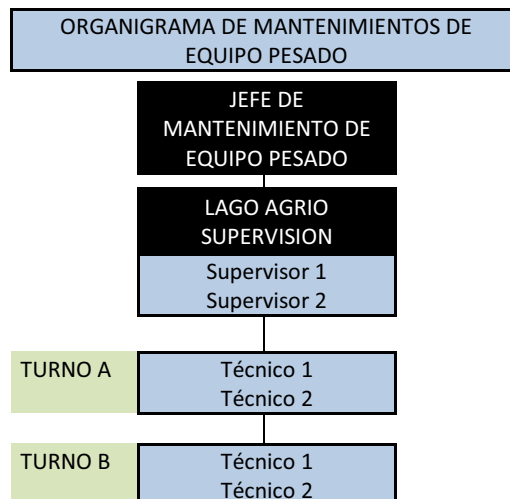 ORGANIGRAMA DE MANTENIMIENTOS DE
EQUIPO PESADO
JEFE DE
MANTENIMIENTO DE
EQUIPO PESADO
LAGO AGRIO
SUPERVISION
Supervisor 1
Supervisor 2
TURNO A
Técnico 1
Técnico 2
TURNO B
Técnico 1
Técnico 2